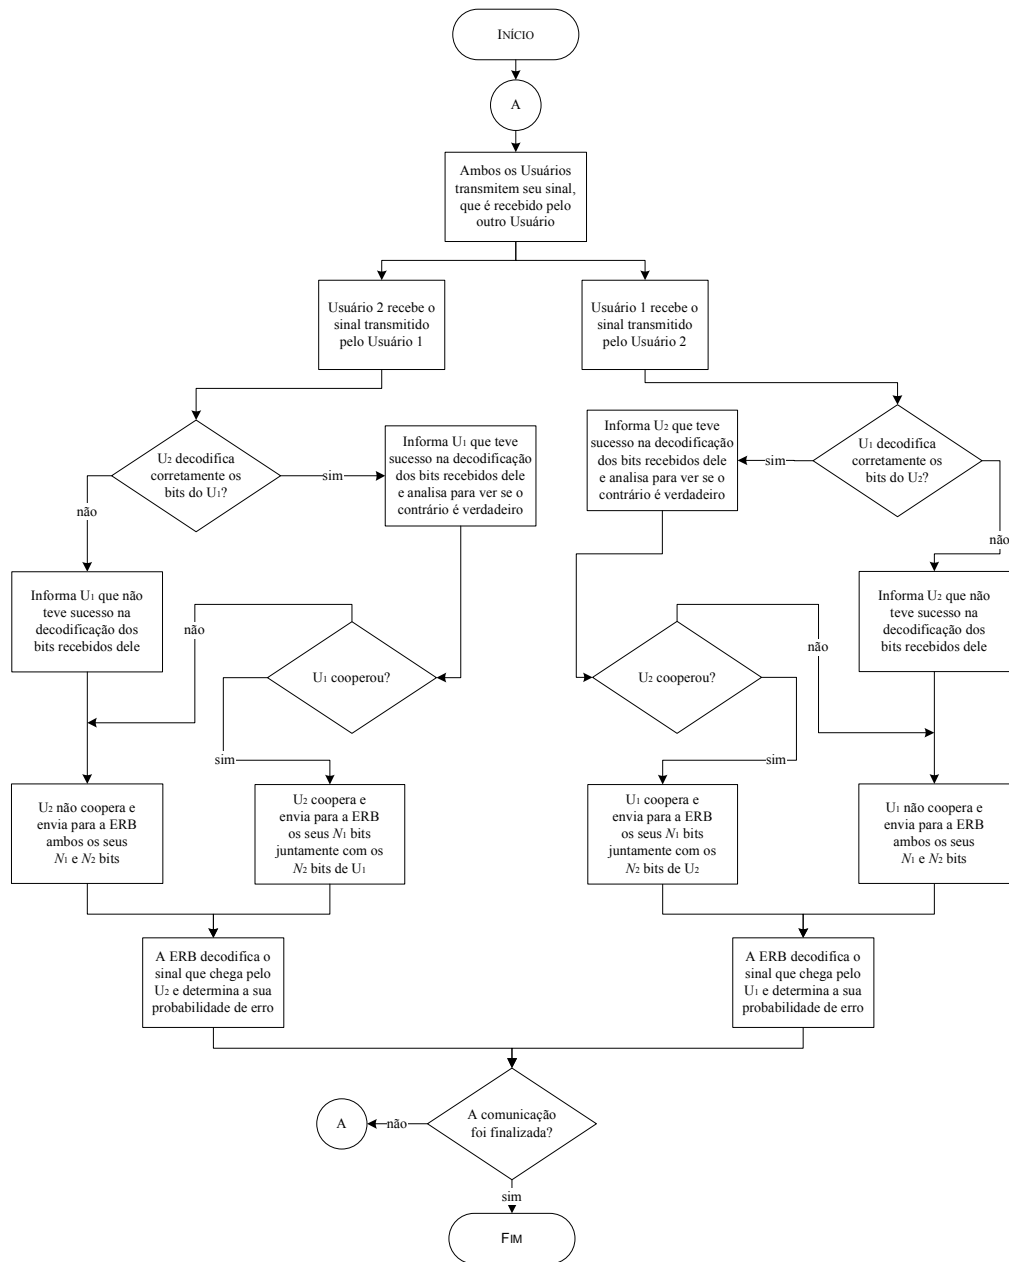 INÍCIO
A
Ambos os Usuários
transmitem seu sinal,
que é recebido pelo
outro Usuário
Usuário 2 recebe o
sinal transmitido
pelo Usuário 1
Usuário 1 recebe o
sinal transmitido
pelo Usuário 2
U2 decodifica
corretamente os
bits do U1?
sim
não
Informa U1 que teve
sucesso na decodificação
dos bits recebidos dele
e analisa para ver se o
contrário é verdadeiro
Informa U2 que teve
sucesso na decodificação
dos bits recebidos dele
e analisa para ver se o
contrário é verdadeiro
sim
U1 decodifica
corretamente os
bits do U2?
não
Informa U1 que não
teve sucesso na
decodificação dos
bits recebidos dele
não
U1 cooperou?
sim
U2 cooperou?
não
sim
Informa U2 que não
teve sucesso na
decodificação dos
bits recebidos dele
U2 não coopera e
envia para a ERB
ambos os seus
N1 e N2 bits
U2 coopera e
envia para a ERB
os seus N1 bits
juntamente com os
N2 bits de U1
U1 coopera e
envia para a ERB
os seus N1 bits
juntamente com os
N2 bits de U2
U1 não coopera e
envia para a ERB
ambos os seus
N1 e N2 bits
A ERB decodifica o
sinal que chega pelo
U2 e determina a sua
probabilidade de erro
A ERB decodifica o
sinal que chega pelo
U1 e determina a sua
probabilidade de erro
A comunicação
foi finalizada?
não
A
sim
FIM